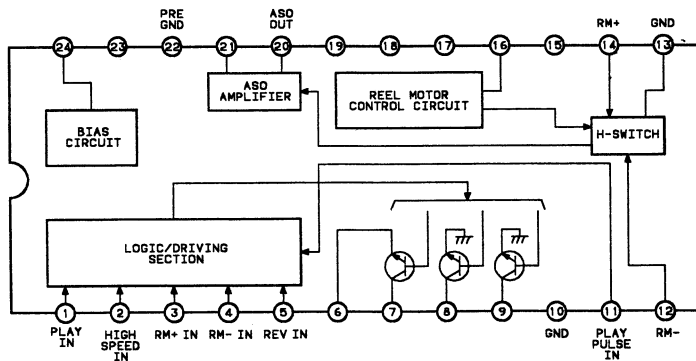 PRE GND
ASO OUT
RM+
GND
24 23 22 21 20 19 18 17 16 15 14 13
BIAS CIRCUIT
ASO AMPLIFIER
REEL MOTOR CONTROL CIRCUIT
H-SWITCH
LOGIC/DRIVING SECTION
1 2 3 4 5 6 7 8 9 10 11 12
PLAY IN
HIGH SPEED IN
RM+ IN
RM- IN
REV IN
GND
PLAY PULSE IN
RM-